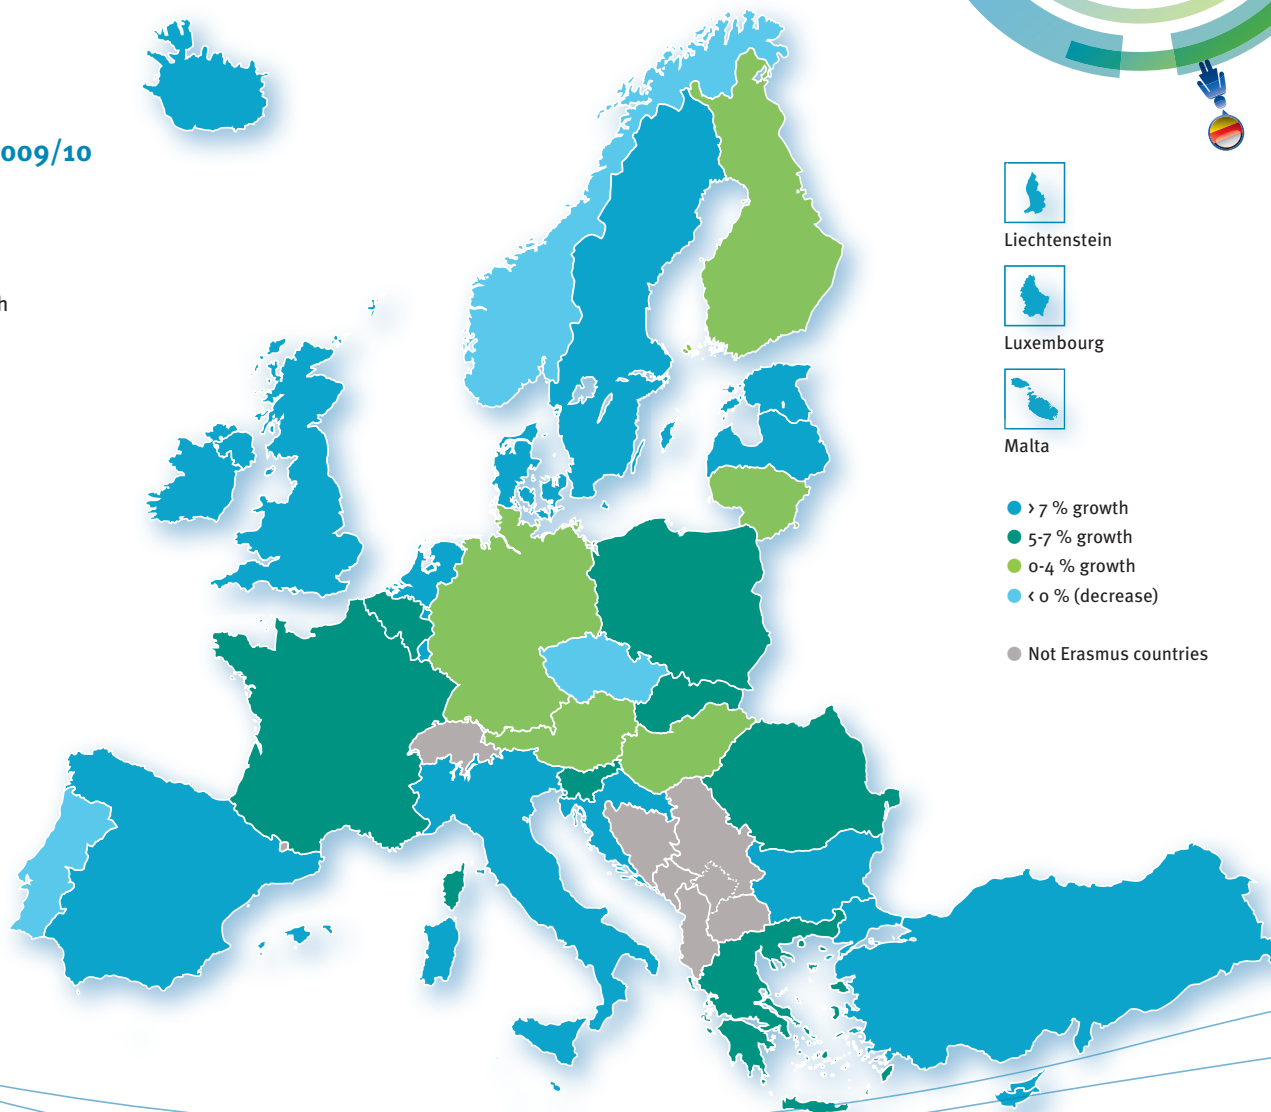 009/10
h
Liechtenstein
Luxembourg
Malta
> 7 % growth
5-7 % growth
0-4 % growth
< 0 % (decrease)
Not Erasmus countries